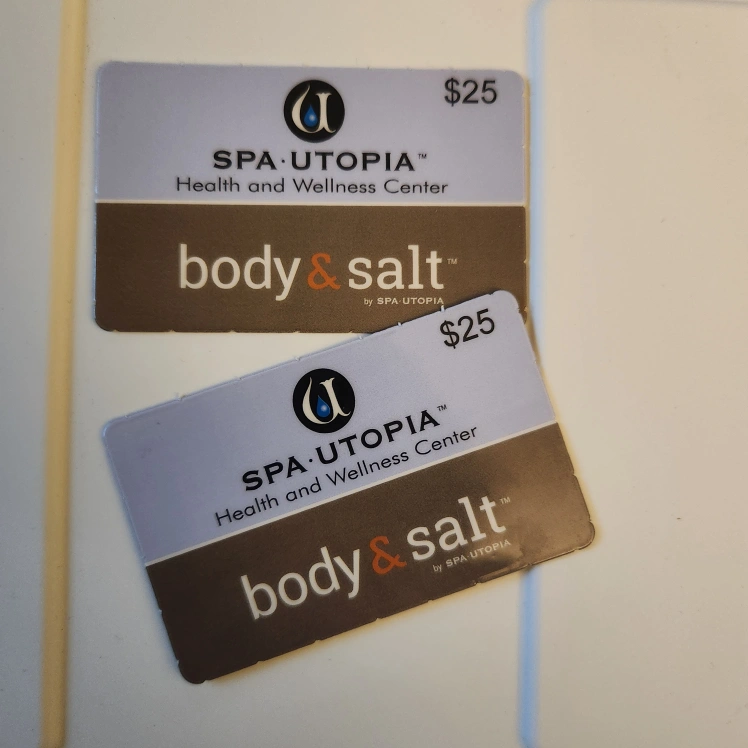 $25
SPA·UTOPIA™
Health and Wellness Center
body & salt™
by SPA·UTOPIA
$25
SPA·UTOPIA™
Health and Wellness Center
body & salt™
by SPA·UTOPIA